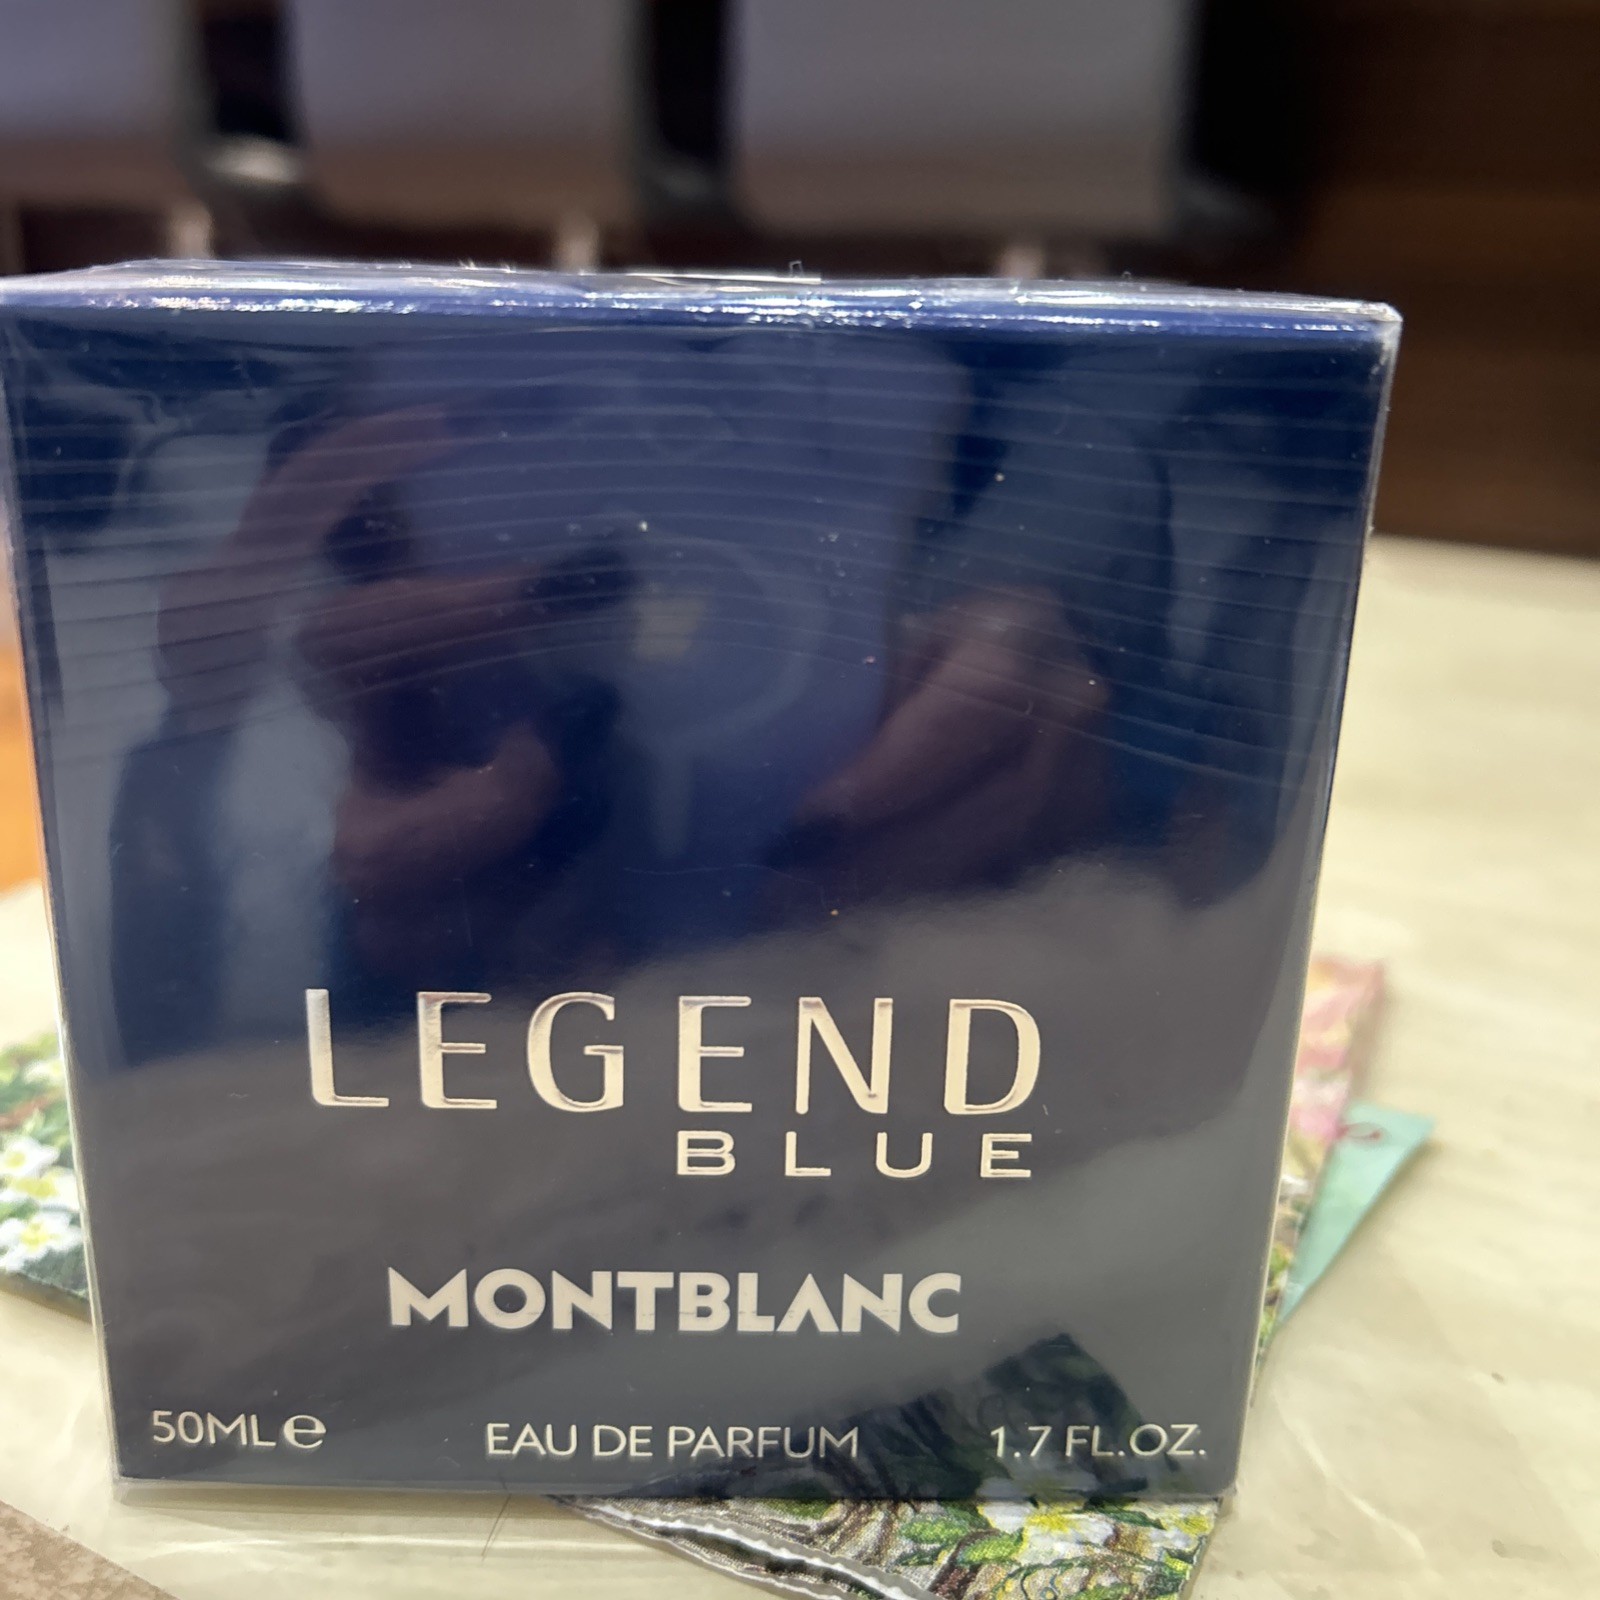 LEGEND
BLUE
MONTBLANC
50ML℮ EAU DE PARFUM 1.7 FL.OZ.